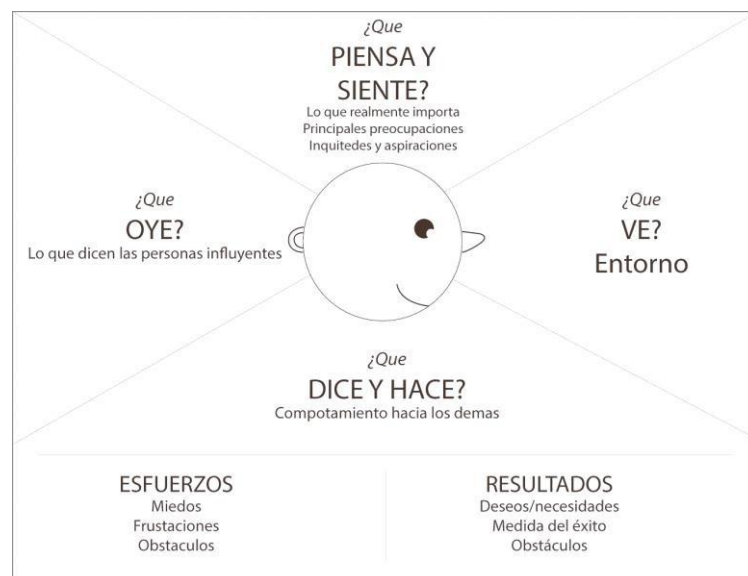 ¿Que
PIENSA Y
SIENTE?
Lo que realmente importa
Principales preocupaciones
Inquitedes y aspiraciones
¿Que
OYE?
Lo que dicen las personas influyentes
¿Que
VE?
Entorno
¿Que
DICE Y HACE?
Compotamiento hacia los demas
ESFUERZOS
Miedos
Frustaciones
Obstaculos
RESULTADOS
Deseos/necesidades
Medida del éxito
Obstáculos